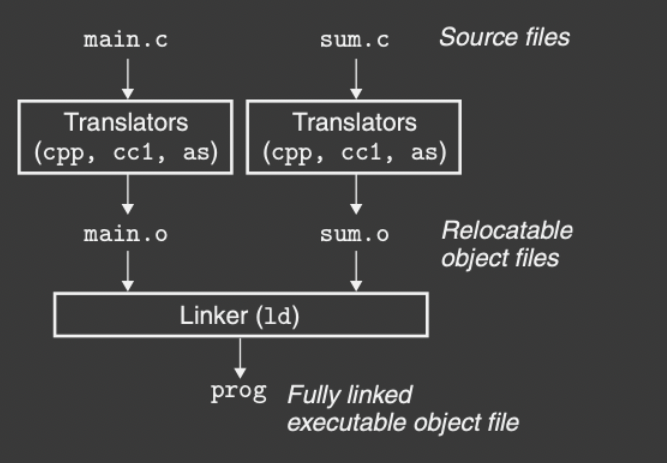 main.c sum.c Source files
Translators Translators
(cpp, cc1, as) (cpp, cc1, as)
main.o sum.o Relocatable
object files
Linker (ld)
prog Fully linked
executable object file